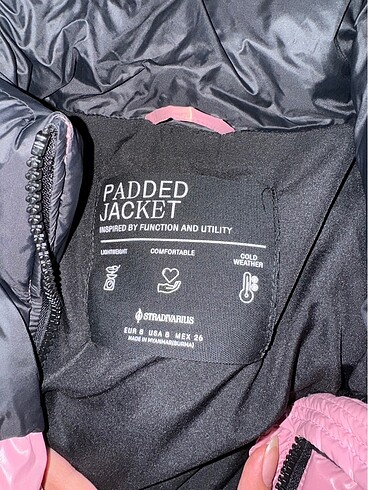 PADDED
JACKET
INSPIRED BY FUNCTION AND UTILITY
LIGHTWEIGHT COMFORTABLE COLD
WEATHER
STRADIVARIUS
EUR S USA S MEX 26
MADE IN MYANMAR(BURMA)